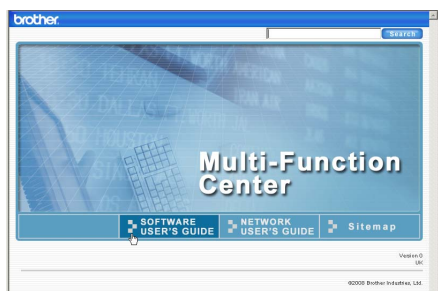 brother.
Search
Multi-Function
Center
SOFTWARE
USER'S GUIDE
NETWORK
USER'S GUIDE
Sitemap
Version 0
UK
©2008 Brother Industries, Ltd.